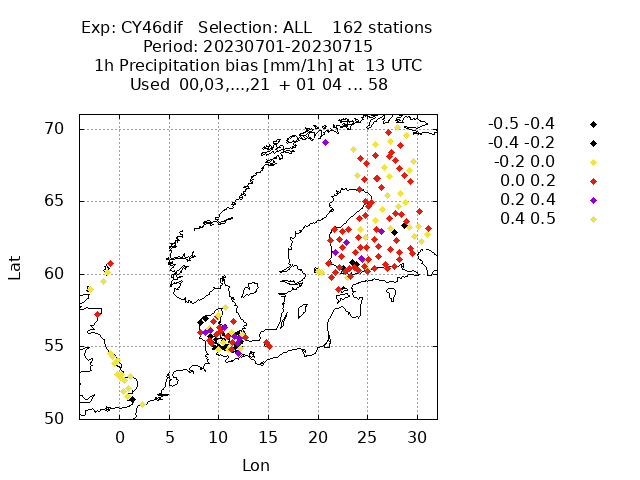 Exp: CY46dif   Selection: ALL    162 stations
Period: 20230701-20230715
1h Precipitation bias [mm/1h] at  13 UTC
Used  00,03,...,21  + 01 04 ... 58
-0.5 -0.4
-0.4 -0.2
-0.2 0.0
0.0 0.2
0.2 0.4
0.4 0.5
70
65
60
55
50
Lat
0 5 10 15 20 25 30
Lon